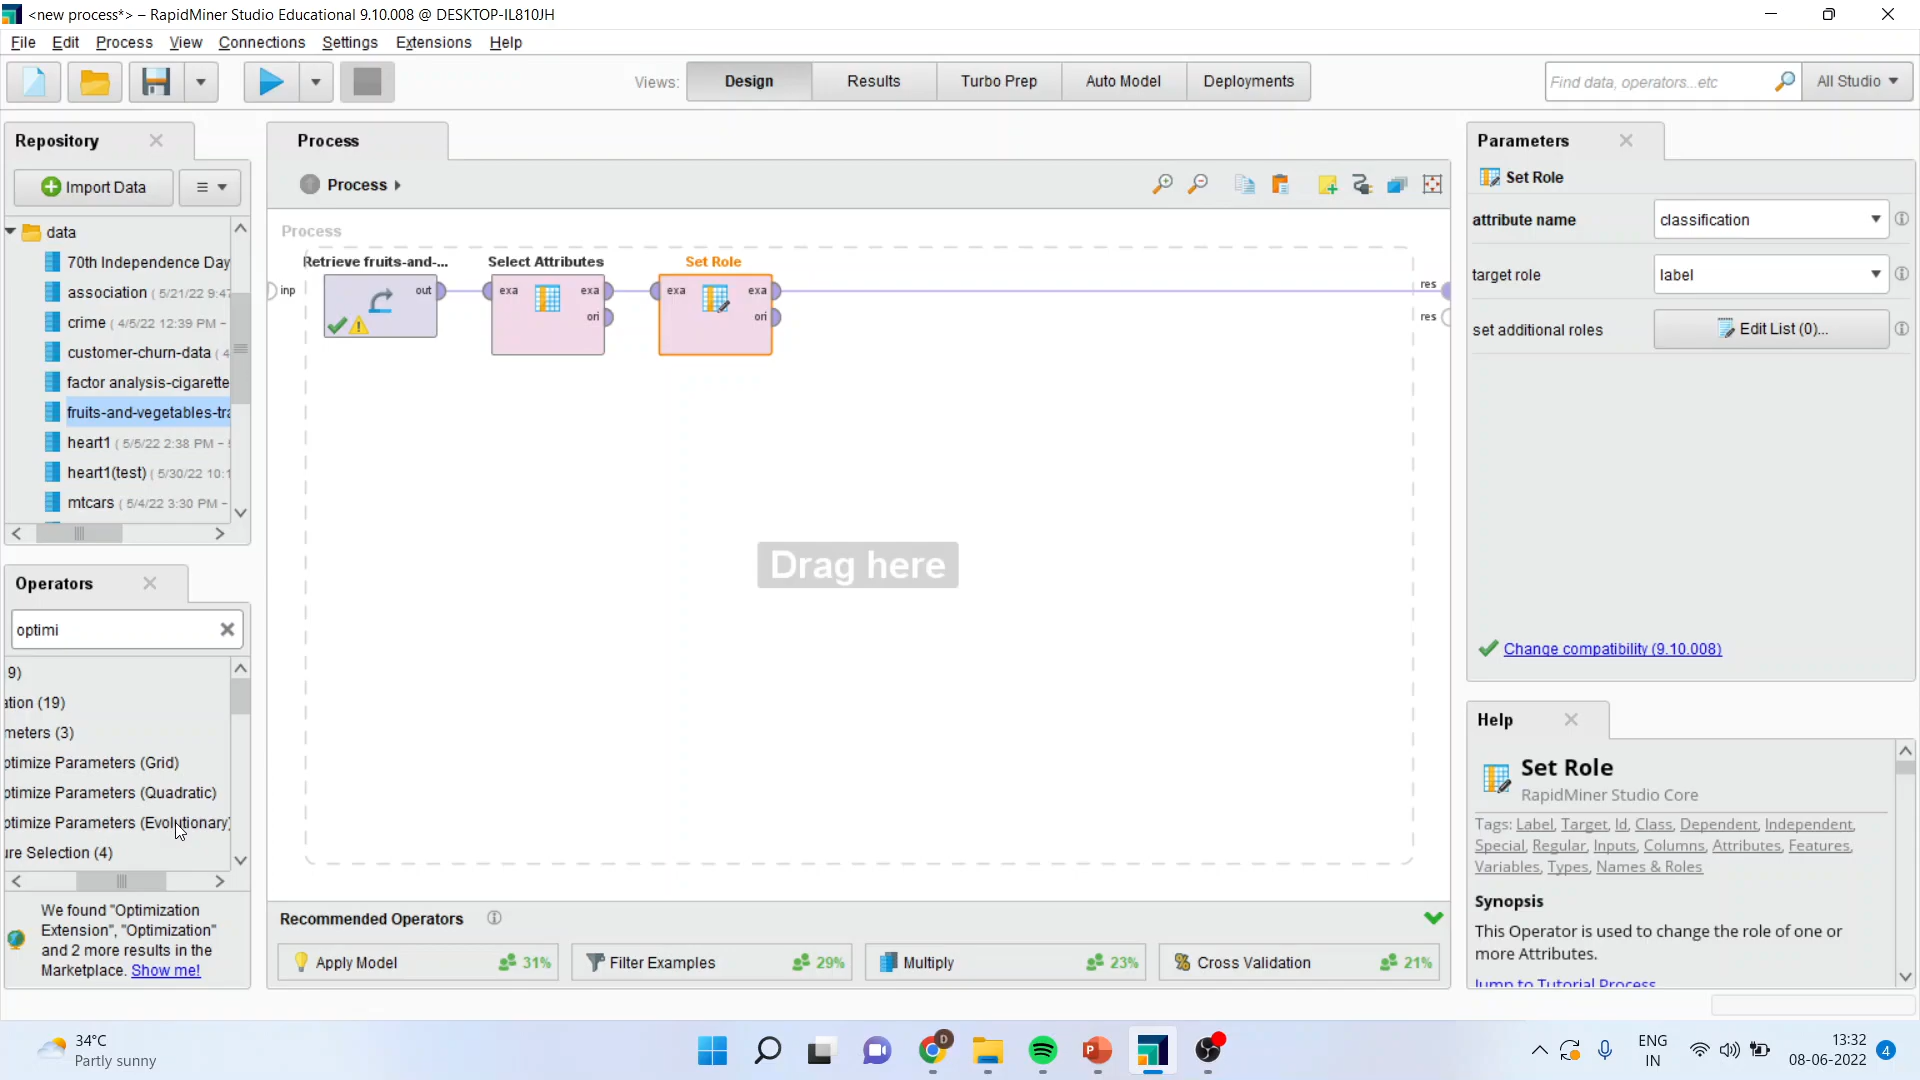 <new process*> – RapidMiner Studio Educational 9.10.008 @ DESKTOP-IL810JH
File Edit Process View Connections Settings Extensions Help
Views: Design Results Turbo Prep Auto Model Deployments
Find data, operators...etc
All Studio
Repository
Import Data
data
70th Independence Day
association ( 5/21/22 9:47
crime ( 4/5/22 12:39 PM –
customer-churn-data ( 4
factor analysis-cigarette
fruits-and-vegetables-tra
heart1 ( 5/5/22 2:38 PM –
heart1(test) ( 5/30/22 10:1
mtcars ( 5/4/22 3:30 PM –
Operators
optimi
9)
ation (19)
meters (3)
ptimize Parameters (Grid)
ptimize Parameters (Quadratic)
ptimize Parameters (Evolutionary)
ure Selection (4)
We found "Optimization
Extension", "Optimization"
and 2 more results in the
Marketplace. Show me!
Process
Process
Process
Retrieve fruits-and-...
Select Attributes
Set Role
inp
out
exa
exa
ori
exa
exa
ori
res
res
Drag here
Recommended Operators
Apply Model 31%
Filter Examples 29%
Multiply 23%
Cross Validation 21%
Parameters
Set Role
attribute name
classification
target role
label
set additional roles
Edit List (0)...
Change compatibility (9.10.008)
Help
Set Role
RapidMiner Studio Core
Tags: Label, Target, Id, Class, Dependent, Independent,
Special, Regular, Inputs, Columns, Attributes, Features,
Variables, Types, Names & Roles
Synopsis
This Operator is used to change the role of one or
more Attributes.
Jump to Tutorial Process
34°C
Partly sunny
D
P
ENG
IN
13:32
08-06-2022
4